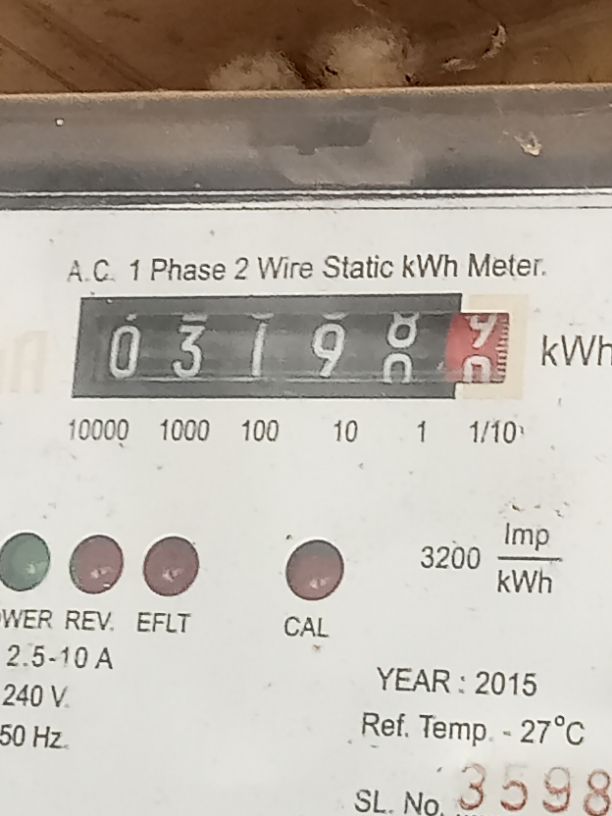 A.C. 1 Phase 2 Wire Static kWh Meter.
0 3 1 9 kWh
10000 1000 100 10 1 1/10
3200 Imp
kWh
WER REV. EFLT CAL
2.5-10 A
240 V.
50 Hz.
YEAR : 2015
Ref. Temp. - 27°C
SL. No. 3598